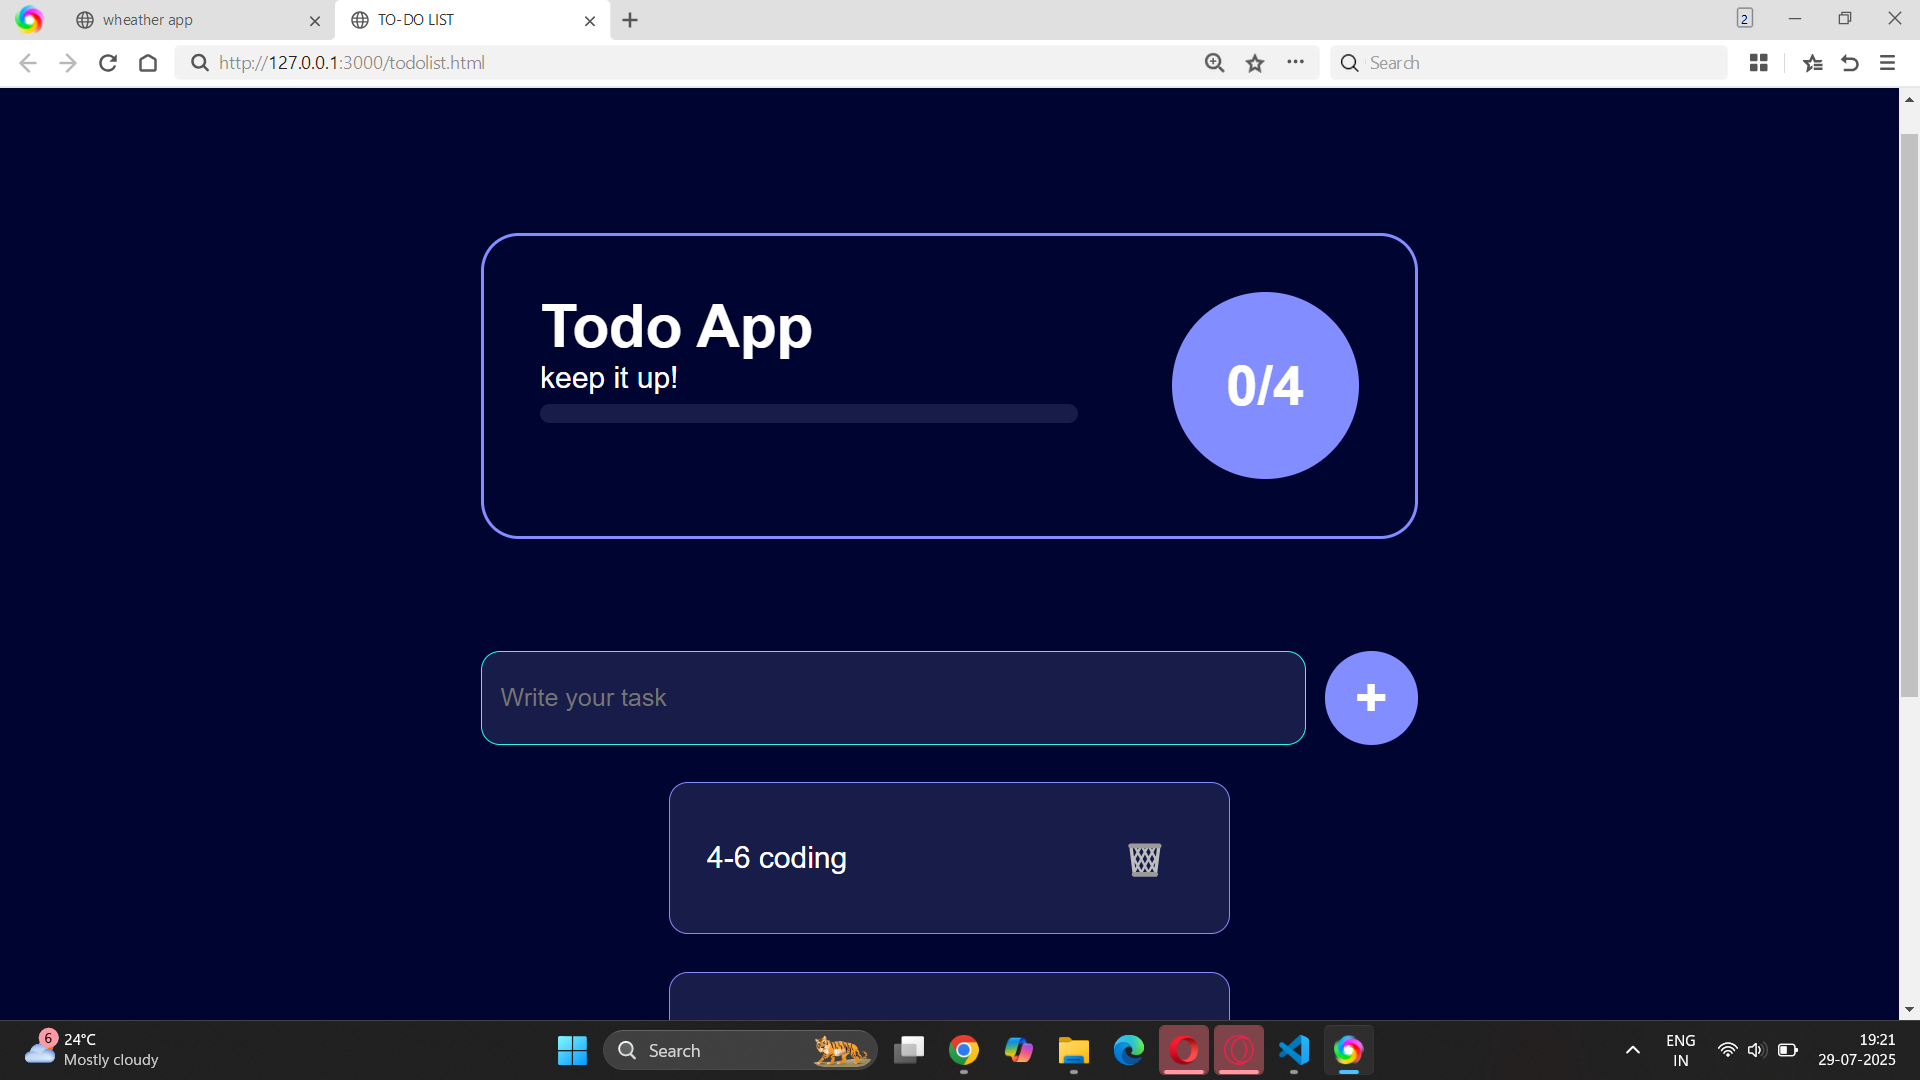 wheather app
TO-DO LIST
2
http://127.0.0.1:3000/todolist.html
Search
Todo App
keep it up!
0/4
Write your task
+
4-6 coding
6
24°C
Mostly cloudy
Search
ENG
IN
19:21
29-07-2025